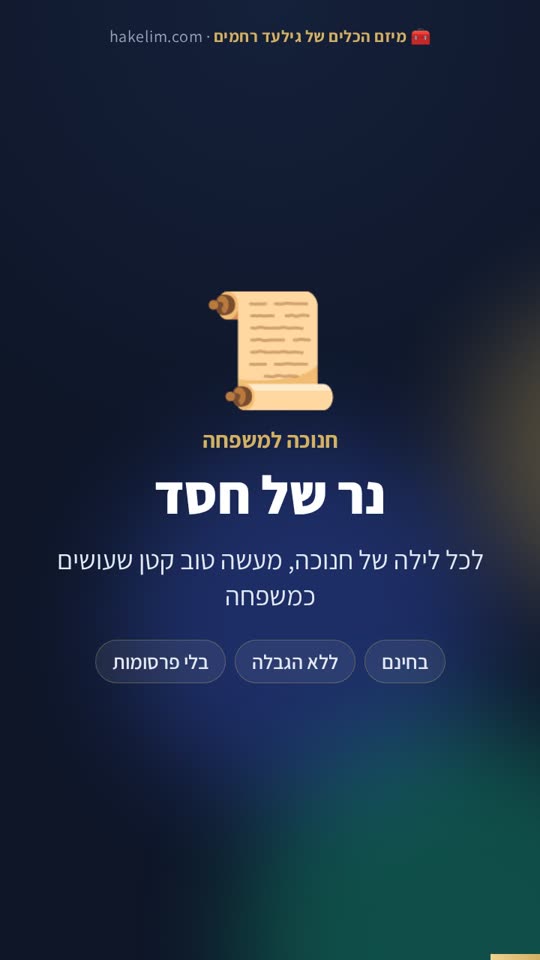 🧰 מיזם הכלים של גילעד רחמים · hakelim.com
חנוכה למשפחה
נר של חסד
לכל לילה של חנוכה, מעשה טוב קטן שעושים
כמשפחה
בחינם
ללא הגבלה
בלי פרסומות